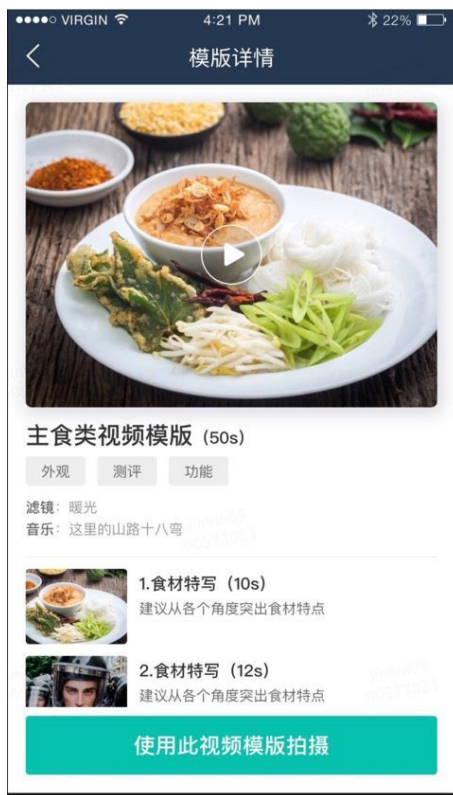 VIRGIN 4:21 PM 22%
模版详情
主食类视频模版 (50s)
外观 测评 功能
滤镜：暖光
音乐：这里的山路十八弯
1.食材特写（10s）
建议从各个角度突出食材特点
2.食材特写（12s）
建议从各个角度突出食材特点
使用此视频模版拍摄